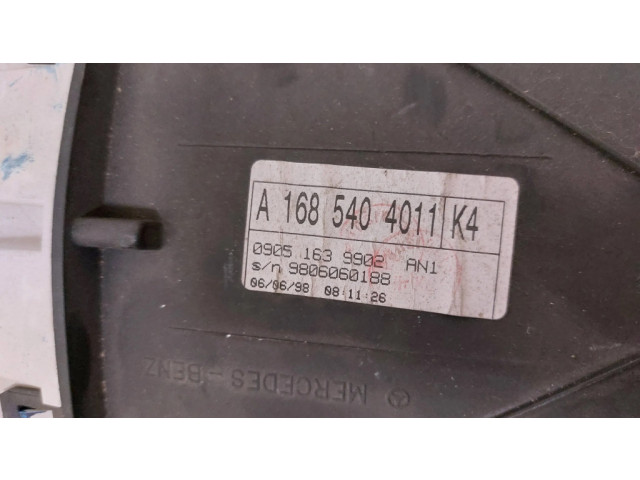 A 168 540 4011 K4
0905 163 9902 AN1
s/n 9806060188
06/06/98 08:11:26
MERCEDES-BENZ